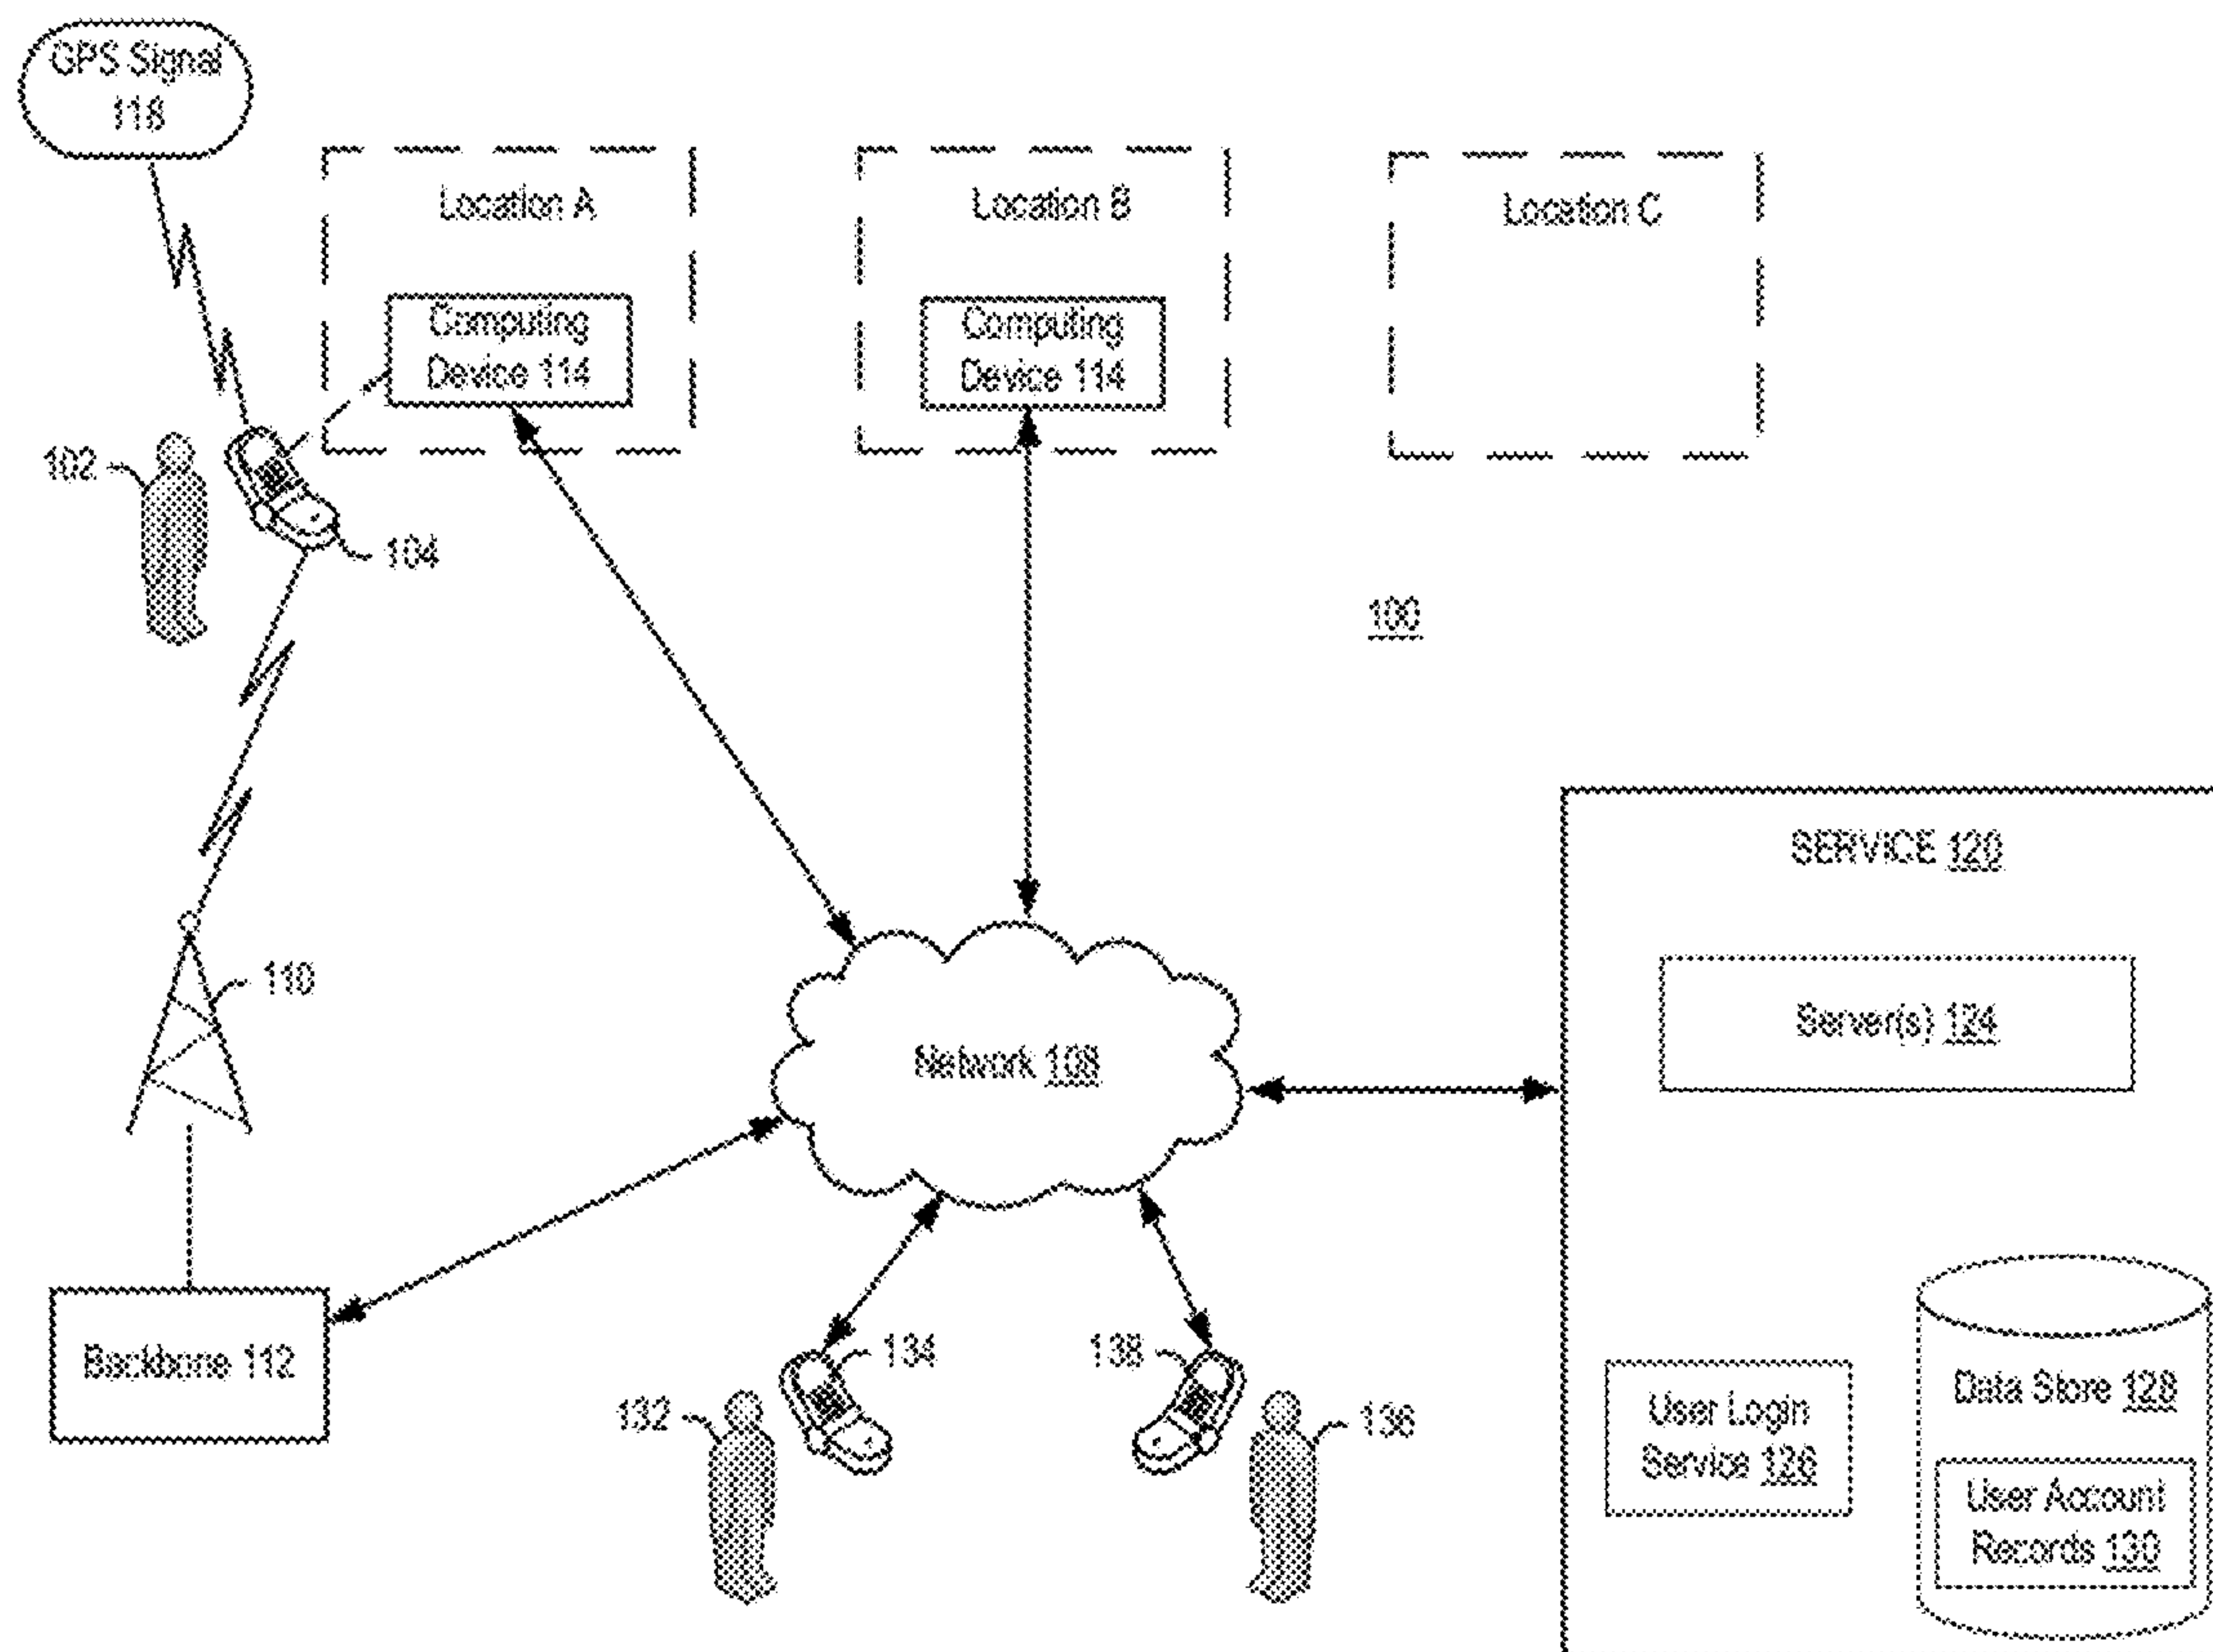 GPS Signal
118
Location A
Location B
Location C
Computing
Device 114
Computing
Device 114
102
104
100
SERVICE 120
Server(s) 124
110
Network 108
Backbone 112
134
138
132
136
User Login
Service 126
Data Store 128
User Account
Records 130